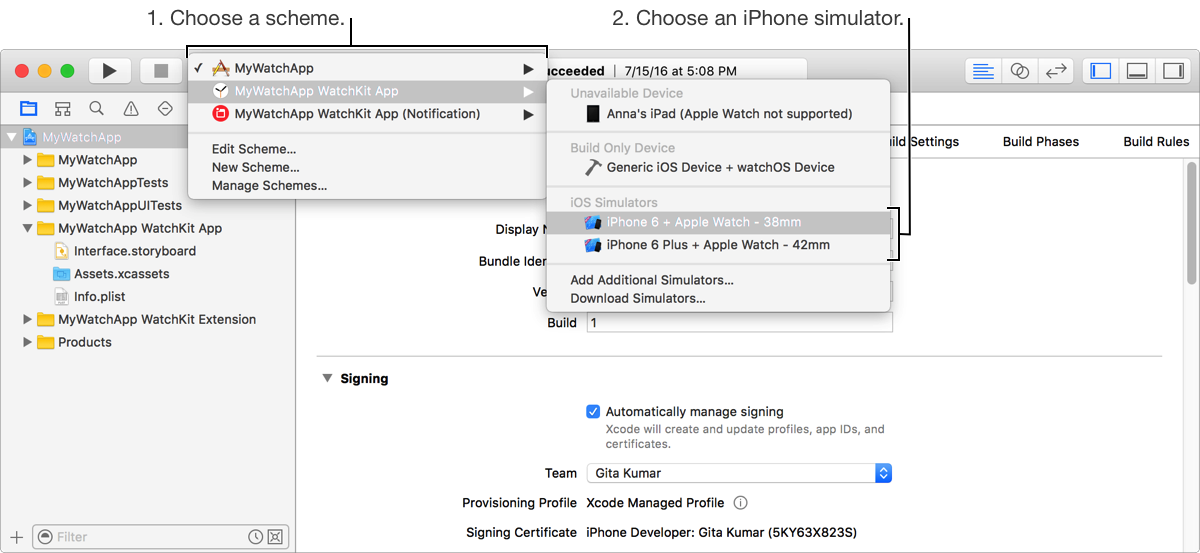 1. Choose a scheme.
2. Choose an iPhone simulator.
MyWatchApp
ucceeded | 7/15/16 at 5:08 PM
MyWatchApp WatchKit App
MyWatchApp WatchKit App (Notification)
Edit Scheme...
New Scheme...
Manage Schemes...
Unavailable Device
Anna's iPad (Apple Watch not supported)
Build Only Device
Generic iOS Device + watchOS Device
iOS Simulators
iPhone 6 + Apple Watch - 38mm
iPhone 6 Plus + Apple Watch - 42mm
Add Additional Simulators...
Download Simulators...
ild Settings
Build Phases
Build Rules
MyWatchApp
MyWatchApp
MyWatchAppTests
MyWatchAppUITests
MyWatchApp WatchKit App
Interface.storyboard
Assets.xcassets
Info.plist
MyWatchApp WatchKit Extension
Products
Filter
Display N
Bundle Iden
Ve
Build 1
Signing
Automatically manage signing
Xcode will create and update profiles, app IDs, and
certificates.
Team Gita Kumar
Provisioning Profile Xcode Managed Profile
Signing Certificate iPhone Developer: Gita Kumar (5KY63X823S)